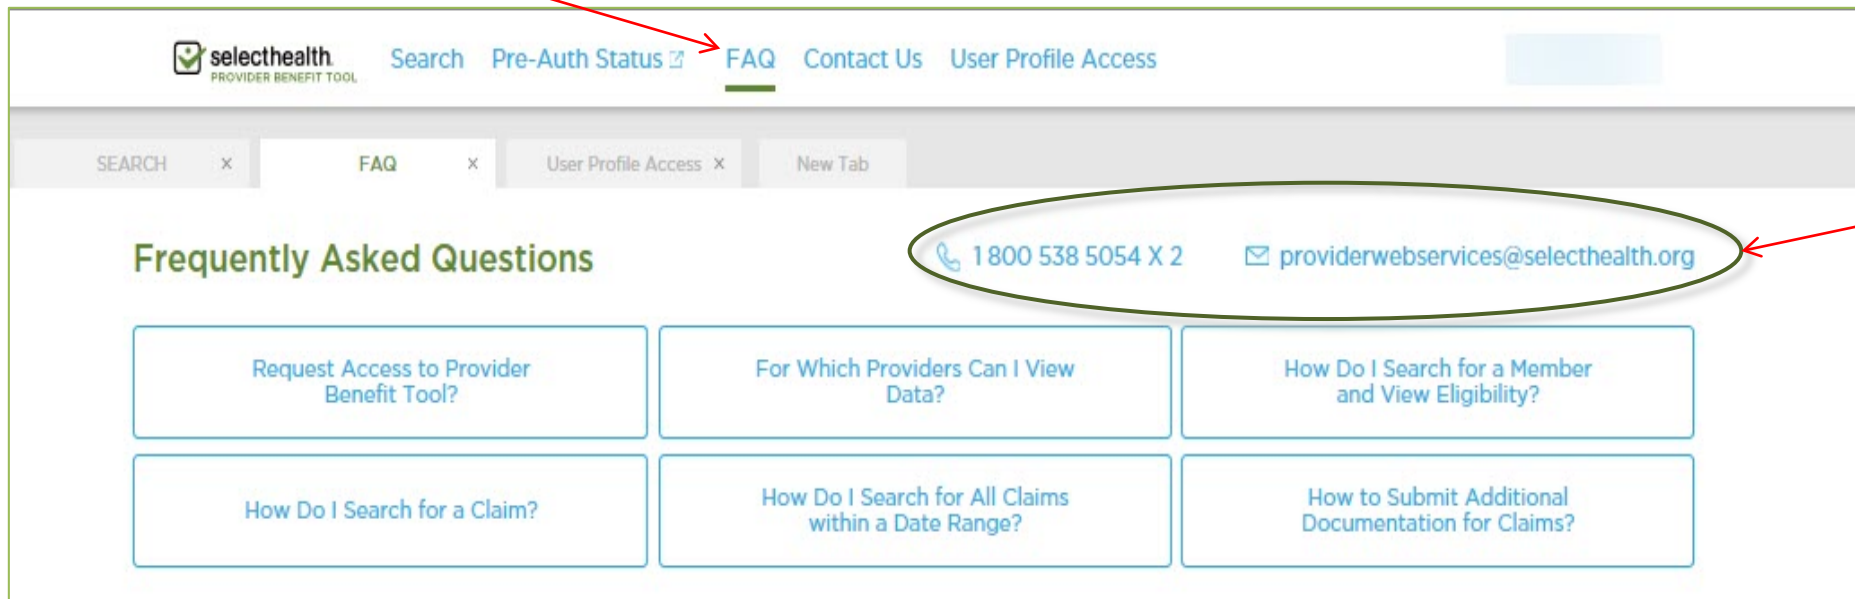 selecthealth.
PROVIDER BENEFIT TOOL
Search Pre-Auth Status FAQ Contact Us User Profile Access
SEARCH x FAQ x User Profile Access x New Tab
Frequently Asked Questions
1 800 538 5054 X 2 providerwebservices@selecthealth.org
Request Access to Provider
Benefit Tool?
For Which Providers Can I View
Data?
How Do I Search for a Member
and View Eligibility?
How Do I Search for a Claim?
How Do I Search for All Claims
within a Date Range?
How to Submit Additional
Documentation for Claims?